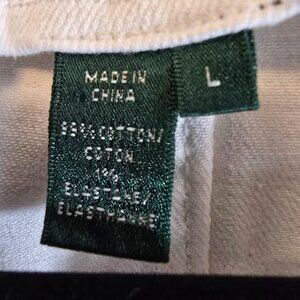 MADE IN
CHINA
L
99% COTTON/
COTON
1%
ELASTANE/
ELASTHANNE